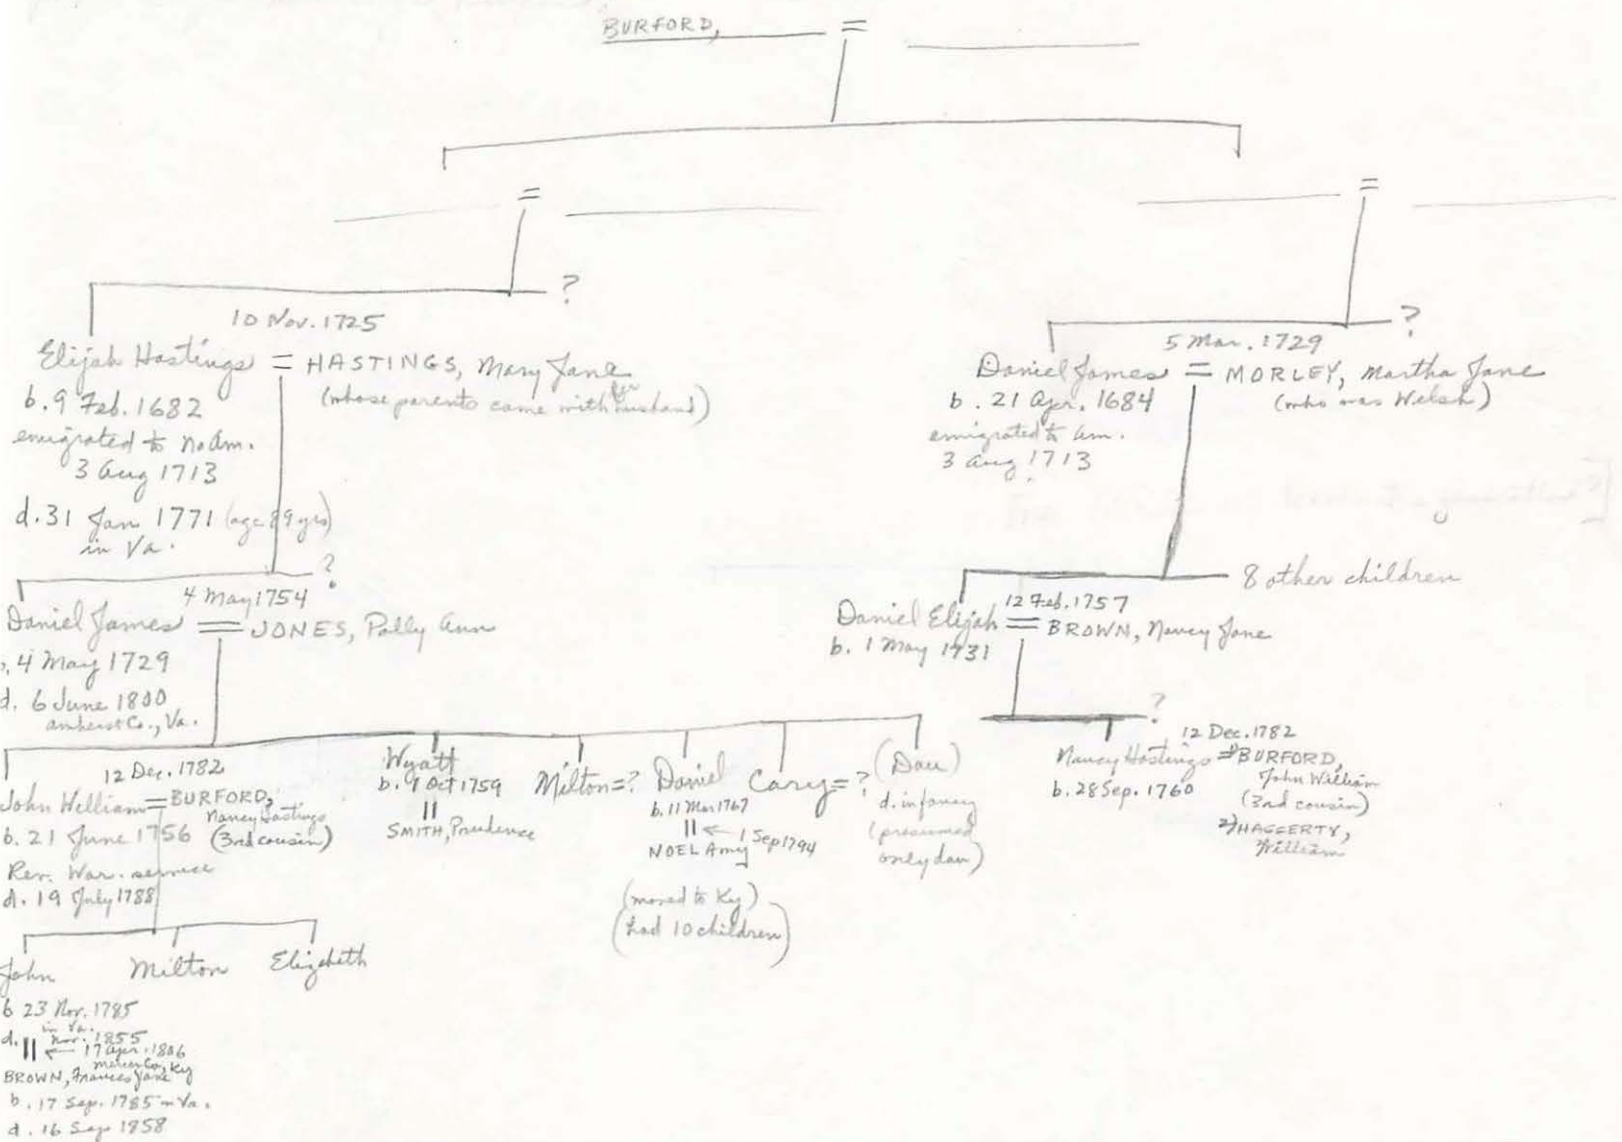 BURFORD, =
=
=
?
?
10 Nov. 1725
5 Mar. 1729
Elijah Hastings = HASTINGS, Mary Jane
(whose parents came with her husband)
b. 9 Feb. 1682
emigrated to no Am.
3 Aug 1713
d. 31 Jan 1771 (age 89 yrs)
in Va.
Daniel James = MORLEY, Martha Jane
(who was Welsh)
b. 21 Apr. 1684
emigrated to Am.
3 Aug. 1713
?
8 other children
4 May 1754
Daniel James = JONES, Polly Ann
b. 4 May 1729
d. 6 June 1800
Amherst Co., Va.
12 Feb. 1757
Daniel Elijah = BROWN, Nancy Jane
b. 1 May 1731
?
12 Dec. 1782
John William = BURFORD,
Nancy Hastings
(3rd cousin)
b. 21 June 1756
Rev. War. service
d. 19 July 1788
Wyatt
b. 9 Oct 1759
||
SMITH, Prudence
Milton = ?
Daniel
b. 11 Mar 1767
|| ← 1 Sep 1794
NOEL Amy
(moved to Ky)
(had 10 children)
Cary = ?
(Dau)
d. infancy
(presumed
only dau)
12 Dec. 1782
Nancy Hastings = BURFORD,
John William
(3rd cousin)
b. 28 Sep. 1760
2) HAGGERTY,
William
John
Milton
Elizabeth
b 23 Nov. 1785
in Va.
d. Nov. 1855
|| ← 17 Apr. 1806
Mercer Co, Ky
BROWN, Frances Jane
b. 17 Sep. 1785 in Va.
d. 16 Sep 1858